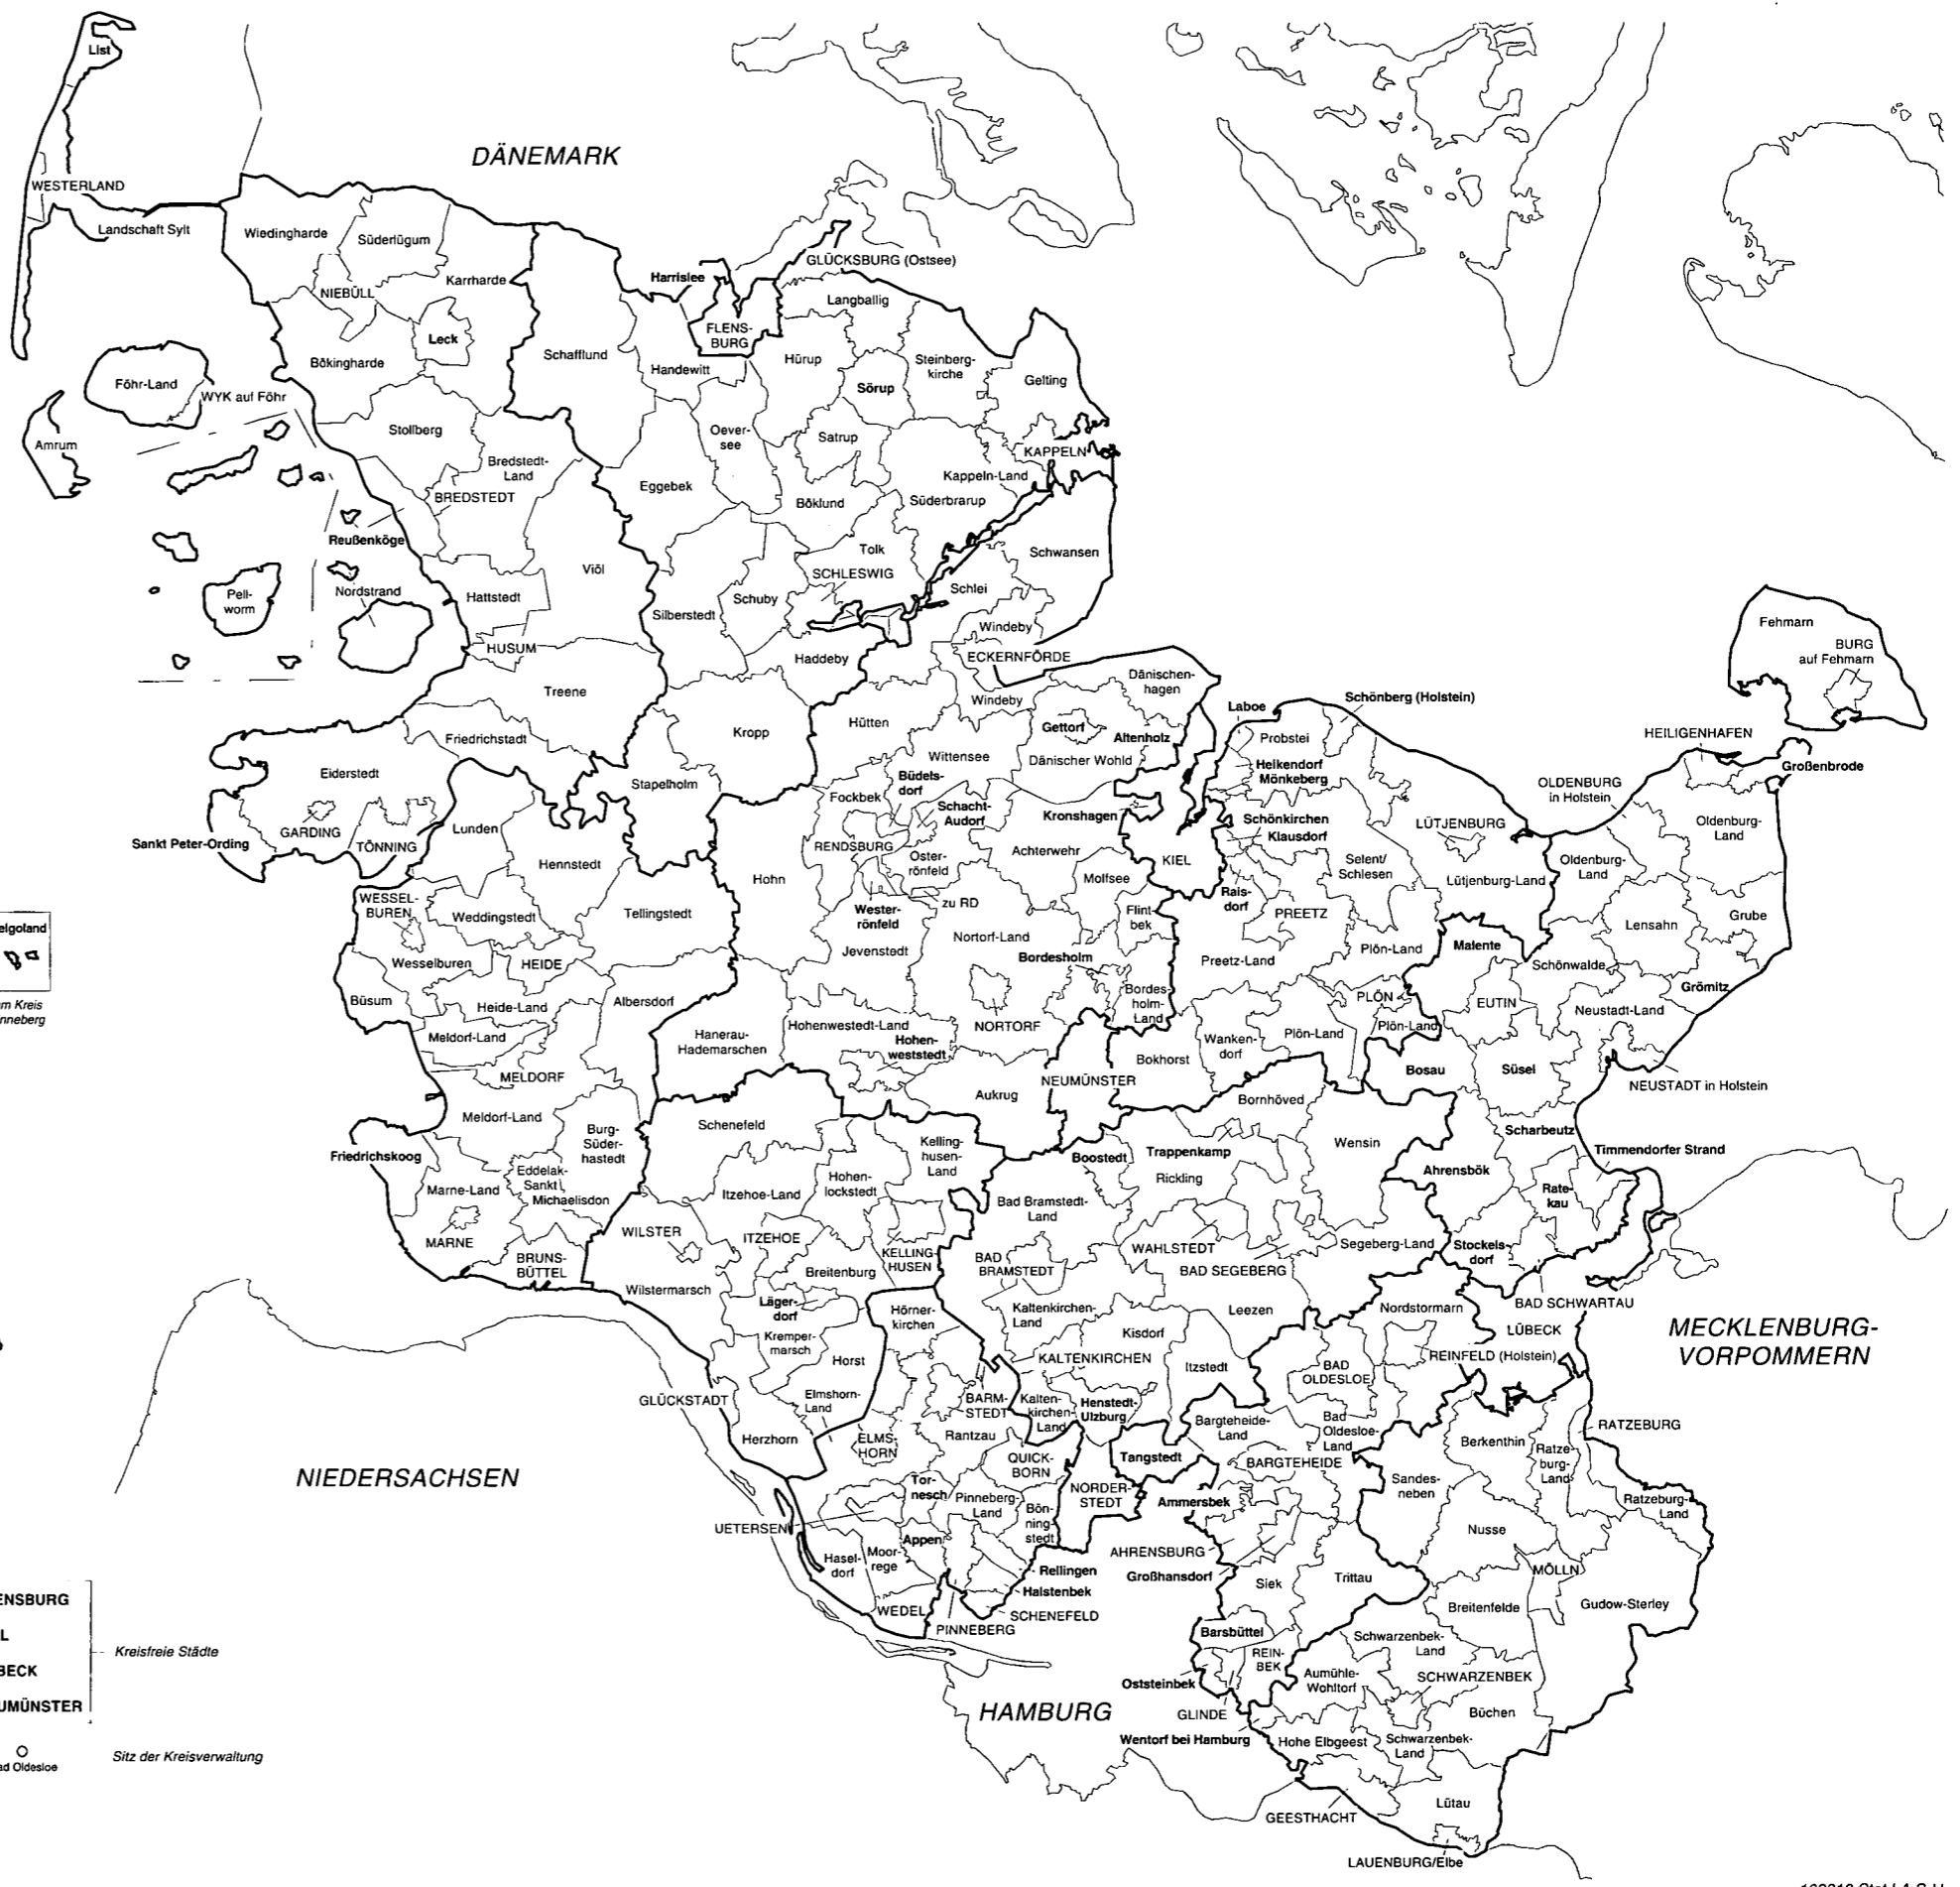 List
DÄNEMARK
WESTERLAND
Landschaft Sylt
Wiedingharde
Süderlügum
Karrharde
NIEBÜLL
Leck
Bökingharde
Föhr-Land
WYK auf Föhr
Amrum
Stollberg
Bredstedt-
Land
BREDSTEDT
Reußenköge
Pell-
worm
Nordstrand
Hattstedt
Viöl
HUSUM
Treene
Friedrichstadt
Eiderstedt
GARDING
TÖNNING
Sankt Peter-Ording
Harrislee
GLÜCKSBURG (Ostsee)
FLENS-
BURG
Langballig
Schafflund
Handewitt
Hürup
Sörup
Steinberg-
kirche
Gelting
Oever-
see
Satrup
KAPPELN
Kappeln-Land
Eggebek
Böklund
Süderbrarup
Tolk
SCHLESWIG
Schuby
Silberstedt
Haddeby
Kropp
Stapelholm
Schwansen
Schlei
Windeby
ECKERNFÖRDE
Windeby
Dänischen-
hagen
Hütten
Gettorf
Altenholz
Wittensee
Dänischer Wohld
Büdels-
dorf
Fockbek
Schacht-
Audorf
Kronshagen
RENDSBURG
Oster-
rönfeld
Achterwehr
Molfsee
KIEL
Hohn
zu RD
Wester-
rönfeld
Flint-
bek
Jevenstedt
Nortorf-Land
Bordesholm
Bordes-
holm-
Land
NORTORF
Hanerau-
Hademarschen
Hohenwestedt-Land
Hohen-
weststedt
Aukrug
NEUMÜNSTER
Laboe
Schönberg (Holstein)
Probstei
Heikendorf
Mönkeberg
Schönkirchen
Klausdorf
Selent/
Schlesen
LÜTJENBURG
Lütjenburg-Land
Rais-
dorf
PREETZ
Preetz-Land
Plön-Land
PLÖN
Plön-Land
Plön-Land
Wanken-
dorf
Bokhorst
Fehmarn
BURG
auf Fehmarn
HEILIGENHAFEN
Großenbrode
OLDENBURG
in Holstein
Oldenburg-
Land
Oldenburg-
Land
Lensahn
Grube
Malente
Schönwalde
Grömitz
EUTIN
Neustadt-Land
Bosau
Süsel
NEUSTADT in Holstein
Scharbeutz
Timmendorfer Strand
Ahrensbök
Rate-
kau
Stockels-
dorf
BAD SCHWARTAU
LÜBECK
Lunden
Hennstedt
WESSEL-
BUREN
Weddingstedt
Tellingstedt
Wesselburen
HEIDE
Büsum
Heide-Land
Albersdorf
Meldorf-Land
MELDORF
Meldorf-Land
Burg-
Süder-
hastedt
Friedrichskoog
Eddelak-
Sankt
Michaelisdon
Marne-Land
MARNE
BRUNS-
BÜTTEL
elgoland
m Kreis
nneberg
Schenefeld
Kelling-
husen-
Land
Hohen-
lockstedt
Itzehoe-Land
WILSTER
ITZEHOE
KELLING-
HUSEN
Breitenburg
Wilstermarsch
Läger-
dorf
Kremper-
marsch
Horst
Elmshorn-
Land
GLÜCKSTADT
Herzhorn
Bornhöved
Wensin
Boostedt
Trappenkamp
Rickling
Bad Bramstedt-
Land
WAHLSTEDT
BAD
BRAMSTEDT
BAD SEGEBERG
Segeberg-Land
Kaltenkirchen-
Land
Kisdorf
Leezen
KALTENKIRCHEN
Itzstedt
Kalten-
kirchen-
Land
Henstedt-
Ulzburg
NORDER-
STEDT
Hörner-
kirchen
BARM-
STEDT
Rantzau
ELMS-
HORN
QUICK-
BORN
Tor-
nesch
Pinneberg-
Land
Bön-
ning-
stedt
UETERSEN
Appen
Hasel-
dorf
Moor-
rege
Rellingen
Halstenbek
SCHENEFELD
WEDEL
PINNEBERG
Nordstormarn
REINFELD (Holstein)
BAD
OLDESLOE
Bad
Oldesloe-
Land
Bargteheide-
Land
BARGTEHEIDE
Tangstedt
Ammersbek
AHRENSBURG
Großhansdorf
Siek
Trittau
Barsbüttel
REIN-
BEK
Oststeinbek
GLINDE
Wentorf bei Hamburg
Berkenthin
Ratze-
burg-
Land
RATZEBURG
Sandes-
neben
Ratzeburg-
Land
Nusse
MÖLLN
Breitenfelde
Gudow-Sterley
Schwarzenbek-
Land
SCHWARZENBEK
Aumühle-
Wohltorf
Büchen
Hohe Elbgeest
Schwarzenbek-
Land
Lütau
GEESTHACHT
LAUENBURG/Elbe
MECKLENBURG-
VORPOMMERN
NIEDERSACHSEN
HAMBURG
ENSBURG
L
BECK
UMÜNSTER
Kreisfreie Städte
ad Oldesloe
Sitz der Kreisverwaltung